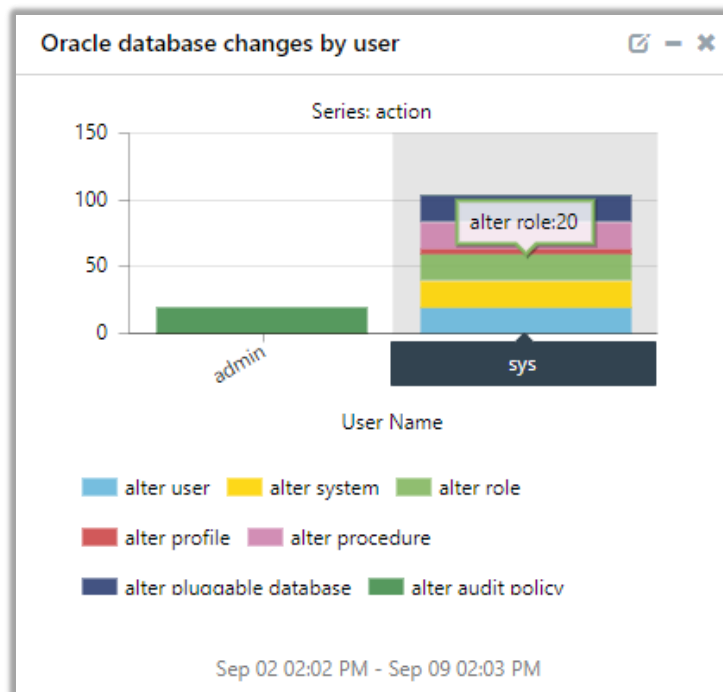 Oracle database changes by user
Series: action
150
100
50
0
alter role:20
admin
sys
User Name
alter user alter system alter role
alter profile alter procedure
alter pluggable database alter audit policy
Sep 02 02:02 PM - Sep 09 02:03 PM